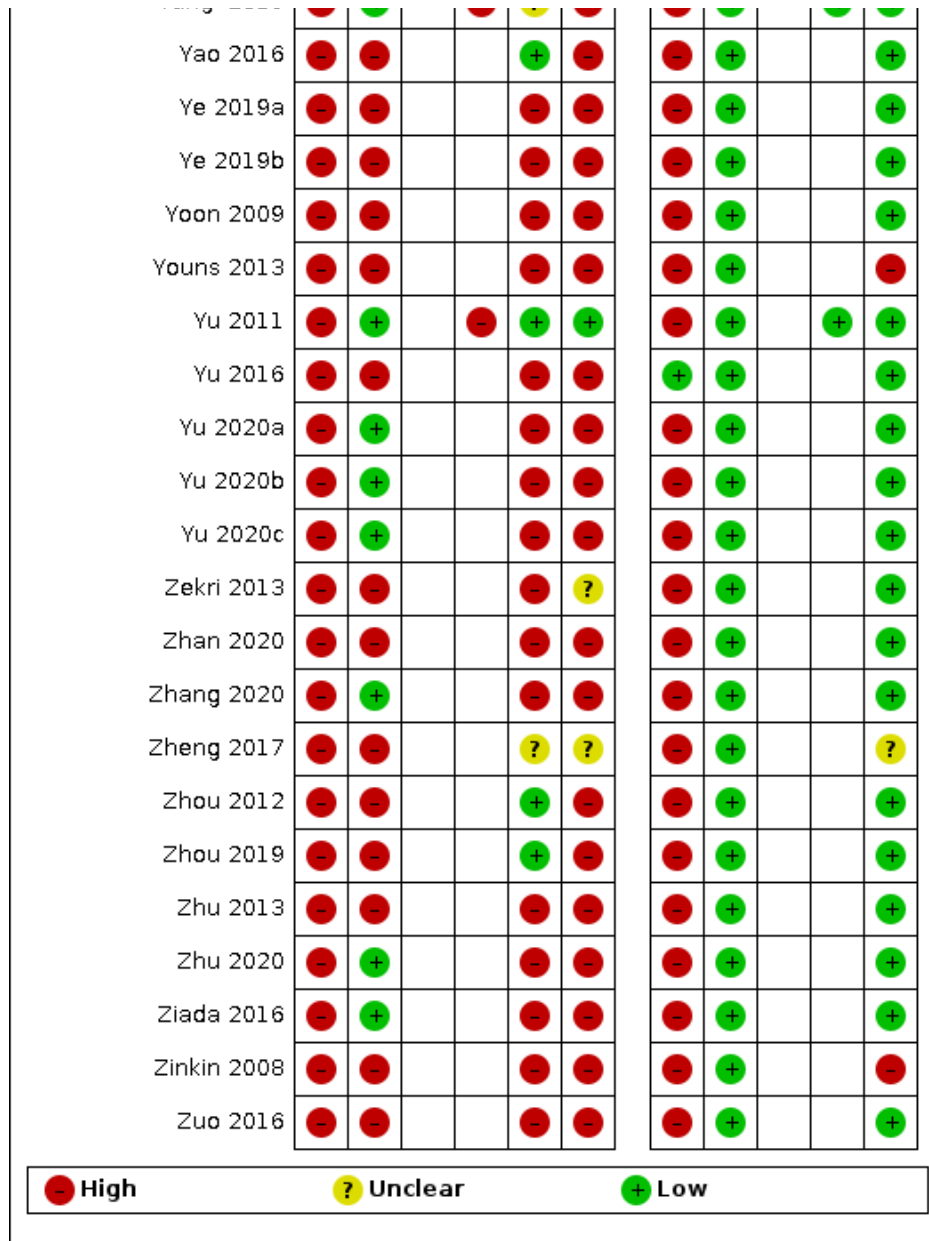 Yao 2016 - - + - - + +
Ye 2019a - - - - - + +
Ye 2019b - - - - - + +
Yoon 2009 - - - - - + +
Youns 2013 - - - - - + -
Yu 2011 - + - + + - + + +
Yu 2016 - - - - + + +
Yu 2020a - + - - - + +
Yu 2020b - + - - - + +
Yu 2020c - + - - - + +
Zekri 2013 - - - ? - + +
Zhan 2020 - - - - - + +
Zhang 2020 - + - - - + +
Zheng 2017 - - ? ? - + ?
Zhou 2012 - - + - - + +
Zhou 2019 - - + - - + +
Zhu 2013 - - - - - + +
Zhu 2020 - + - - - + +
Ziada 2016 - + - - - + +
Zinkin 2008 - - - - - + -
Zuo 2016 - - - - - + +
- High ? Unclear + Low